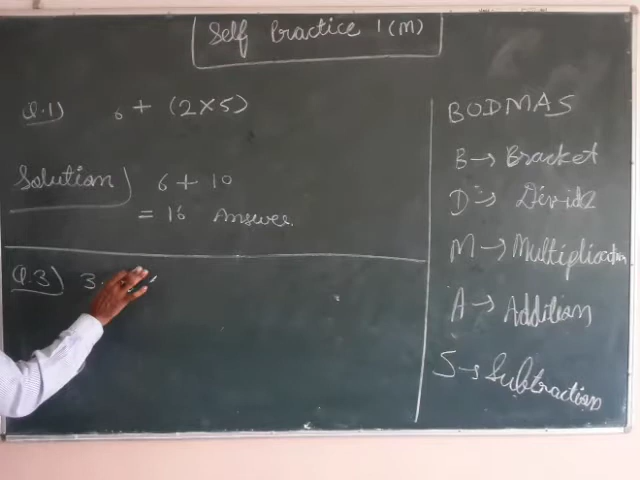 Self Practice 1(M)
Q.1) 6 + (2×5)
Solution) 6 + 10
= 16 Answer.
Q.3) 3.
BODMAS
B → Bracket
D → Divide
M → Multiplication
A → Addition
S → Subtraction